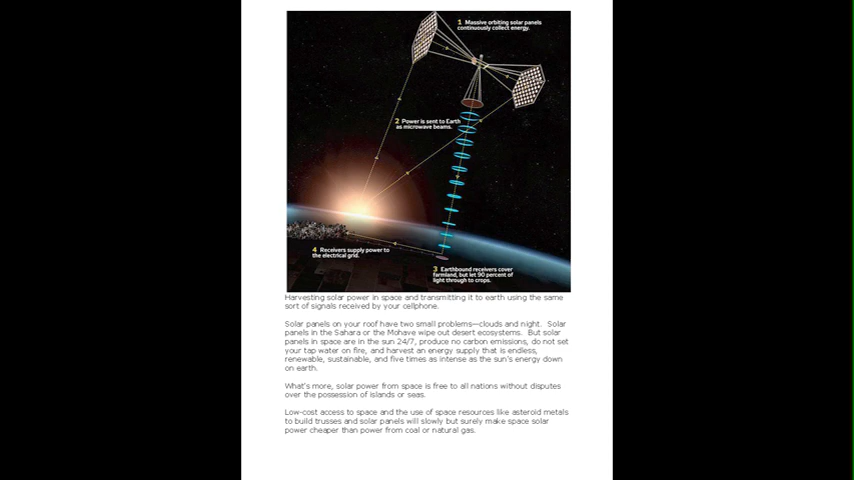 1 Massive orbiting solar panels
continuously collect energy.
2 Power is sent to Earth
as microwave beams.
4 Receivers supply power to
the electrical grid.
3 Earthbound receivers cover
farmland, but let 90 percent of
light through to crops.
Harvesting solar power in space and transmitting it to earth using the same
sort of signals received by your cellphone.
Solar panels on your roof have two small problems—clouds and night. Solar
panels in the Sahara or the Mohave wipe out desert ecosystems. But solar
panels in space are in the sun 24/7, produce no carbon emissions, do not set
your tap water on fire, and harvest an energy supply that is endless,
renewable, sustainable, and five times as intense as the sun's energy down
on earth.
What's more, solar power from space is free to all nations without disputes
over the possession of islands or seas.
Low-cost access to space and the use of space resources like asteroid metals
to build trusses and solar panels will slowly but surely make space solar
power cheaper than power from coal or natural gas.